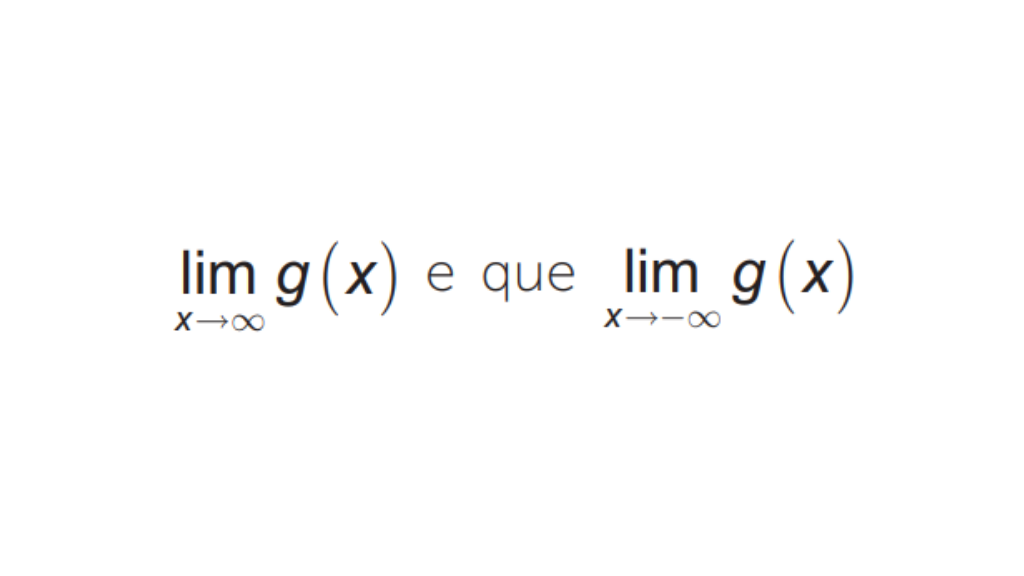 lim g(x) e que lim g(x)
x→∞ x→−∞